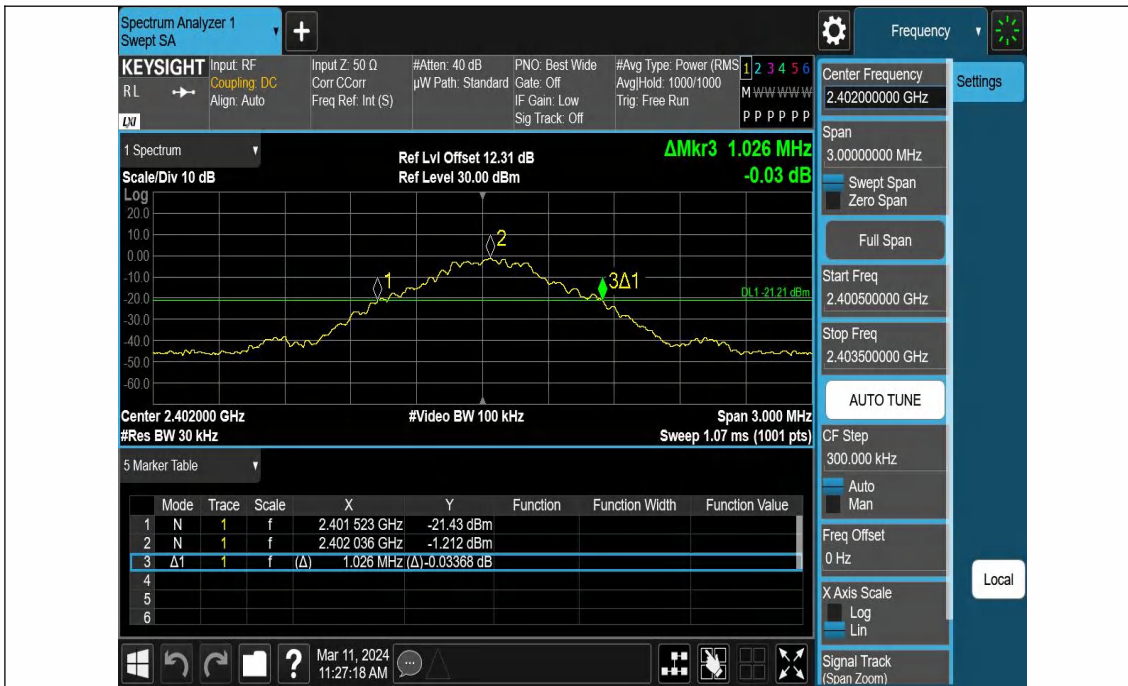 Spectrum Analyzer 1
Swept SA
Frequency
KEYSIGHT
RL
LXI
Input: RF
Coupling: DC
Align: Auto
Input Z: 50 Ω
Corr CCorr
Freq Ref: Int (S)
#Atten: 40 dB
µW Path: Standard
PNO: Best Wide
Gate: Off
IF Gain: Low
Sig Track: Off
#Avg Type: Power (RMS
Avg|Hold: 1000/1000
Trig: Free Run
1 2 3 4 5 6
M W W W W W
P P P P P P
1 Spectrum
Scale/Div 10 dB
Ref Lvl Offset 12.31 dB
Ref Level 30.00 dBm
ΔMkr3 1.026 MHz
-0.03 dB
Log
20.0
10.0
0.00
-10.0
-20.0
-30.0
-40.0
-50.0
-60.0
1
2
3Δ1
DL1 -21.21 dBm
Center 2.402000 GHz
#Video BW 100 kHz
Span 3.000 MHz
#Res BW 30 kHz
Sweep 1.07 ms (1001 pts)
5 Marker Table
Mode Trace Scale X Y Function Function Width Function Value
1 N 1 f 2.401 523 GHz -21.43 dBm
2 N 1 f 2.402 036 GHz -1.212 dBm
3 Δ1 1 f (Δ) 1.026 MHz (Δ) -0.03368 dB
4
5
6
Mar 11, 2024
11:27:18 AM
Center Frequency
2.402000000 GHz
Settings
Span
3.00000000 MHz
Swept Span
Zero Span
Full Span
Start Freq
2.400500000 GHz
Stop Freq
2.403500000 GHz
AUTO TUNE
CF Step
300.000 kHz
Auto
Man
Freq Offset
0 Hz
X Axis Scale
Log
Lin
Signal Track
(Span Zoom)
Local